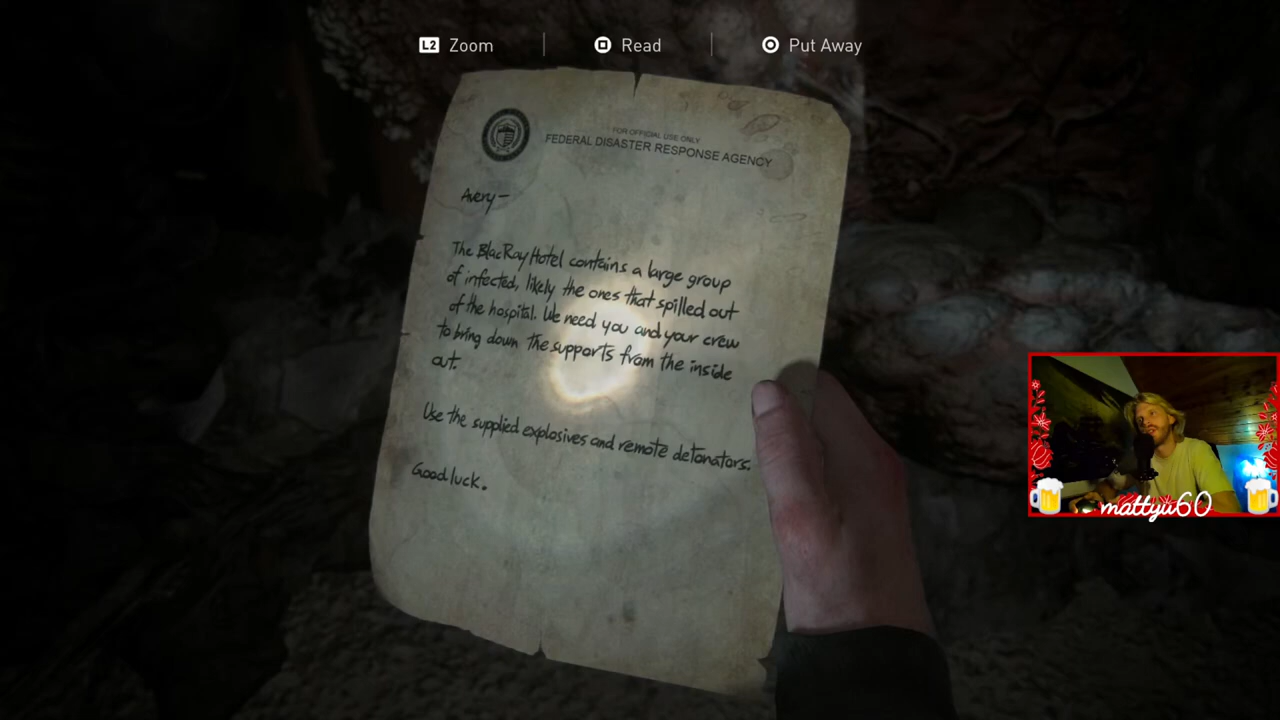 L2 Zoom
Read
Put Away
FOR OFFICIAL USE ONLY
FEDERAL DISASTER RESPONSE AGENCY
Avery-
The BlacRay Hotel contains a large group
of infected, likely the ones that spilled out
of the hospital. We need you and your crew
to bring down the supports from the inside
out.
Use the supplied explosives and remote detonators.
Good luck.
mattyü60